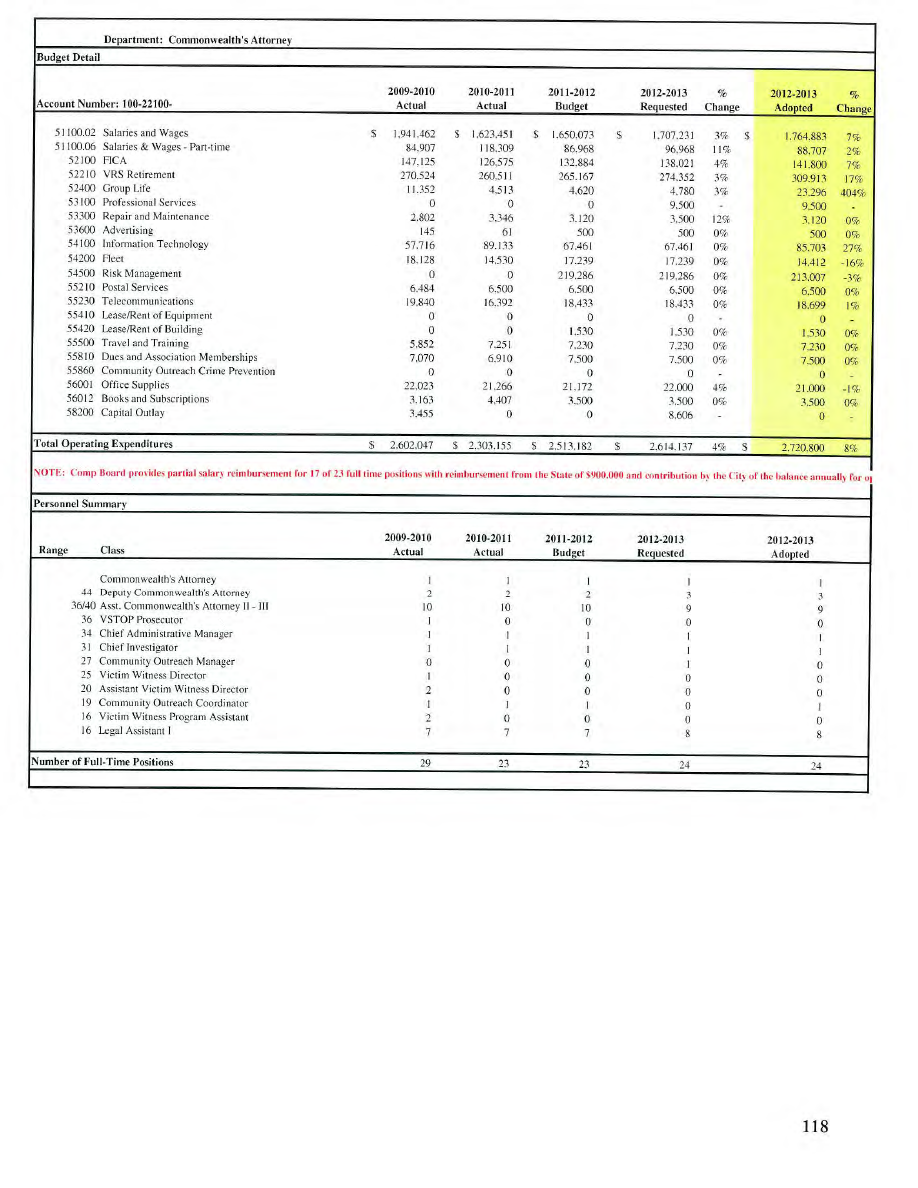 Department: Commonwealth's Attorney
Budget Detail
2009-2010 2010-2011 2011-2012 2012-2013 % 2012-2013 %
Account Number: 100-22100- Actual Actual Budget Requested Change Adopted Change
51100.02 Salaries and Wages $ 1,941,462 $ 1,623,451 $ 1,650,073 $ 1,707,231 3% $ 1,764,883 7%
51100.06 Salaries & Wages - Part-time 84,907 118,309 86,968 96,968 11% 88,707 2%
52100 FICA 147,125 126,575 132,884 138,021 4% 141,800 7%
52210 VRS Retirement 270,524 260,511 265,167 274,352 3% 309,913 17%
52400 Group Life 11,352 4,513 4,620 4,780 3% 23,296 404%
53100 Professional Services 0 0 0 9,500 - 9,500 -
53300 Repair and Maintenance 2,802 3,346 3,120 3,500 12% 3,120 0%
53600 Advertising 145 61 500 500 0% 500 0%
54100 Information Technology 57,716 89,133 67,461 67,461 0% 85,703 27%
54200 Fleet 18,128 14,530 17,239 17,239 0% 14,412 -16%
54500 Risk Management 0 0 219,286 219,286 0% 213,007 -3%
55210 Postal Services 6,484 6,500 6,500 6,500 0% 6,500 0%
55230 Telecommunications 19,840 16,392 18,433 18,433 0% 18,699 1%
55410 Lease/Rent of Equipment 0 0 0 0 - 0 -
55420 Lease/Rent of Building 0 0 1,530 1,530 0% 1,530 0%
55500 Travel and Training 5,852 7,251 7,230 7,230 0% 7,230 0%
55810 Dues and Association Memberships 7,070 6,910 7,500 7,500 0% 7,500 0%
55860 Community Outreach Crime Prevention 0 0 0 0 - 0 -
56001 Office Supplies 22,023 21,266 21,172 22,000 4% 21,000 -1%
56012 Books and Subscriptions 3,163 4,407 3,500 3,500 0% 3,500 0%
58200 Capital Outlay 3,455 0 0 8,606 - 0 -
Total Operating Expenditures $ 2,602,047 $ 2,303,155 $ 2,513,182 $ 2,614,137 4% $ 2,720,800 8%
NOTE: Comp Board provides partial salary reimbursement for 17 of 23 full time positions with reimbursement from the State of $900,000 and contribution by the City of the balance annually for
Personnel Summary
2009-2010 2010-2011 2011-2012 2012-2013 2012-2013
Range Class Actual Actual Budget Requested Adopted
Commonwealth's Attorney 1 1 1 1 1
44 Deputy Commonwealth's Attorney 2 2 2 3 3
36/40 Asst. Commonwealth's Attorney II - III 10 10 10 9 9
36 VSTOP Prosecutor 1 0 0 0 0
34 Chief Administrative Manager 1 1 1 1 1
31 Chief Investigator 1 1 1 1 1
27 Community Outreach Manager 0 0 0 1 0
25 Victim Witness Director 1 0 0 0 0
20 Assistant Victim Witness Director 2 0 0 0 0
19 Community Outreach Coordinator 1 1 1 0 1
16 Victim Witness Program Assistant 2 0 0 0 0
16 Legal Assistant I 7 7 7 8 8
Number of Full-Time Positions 29 23 23 24 24
118